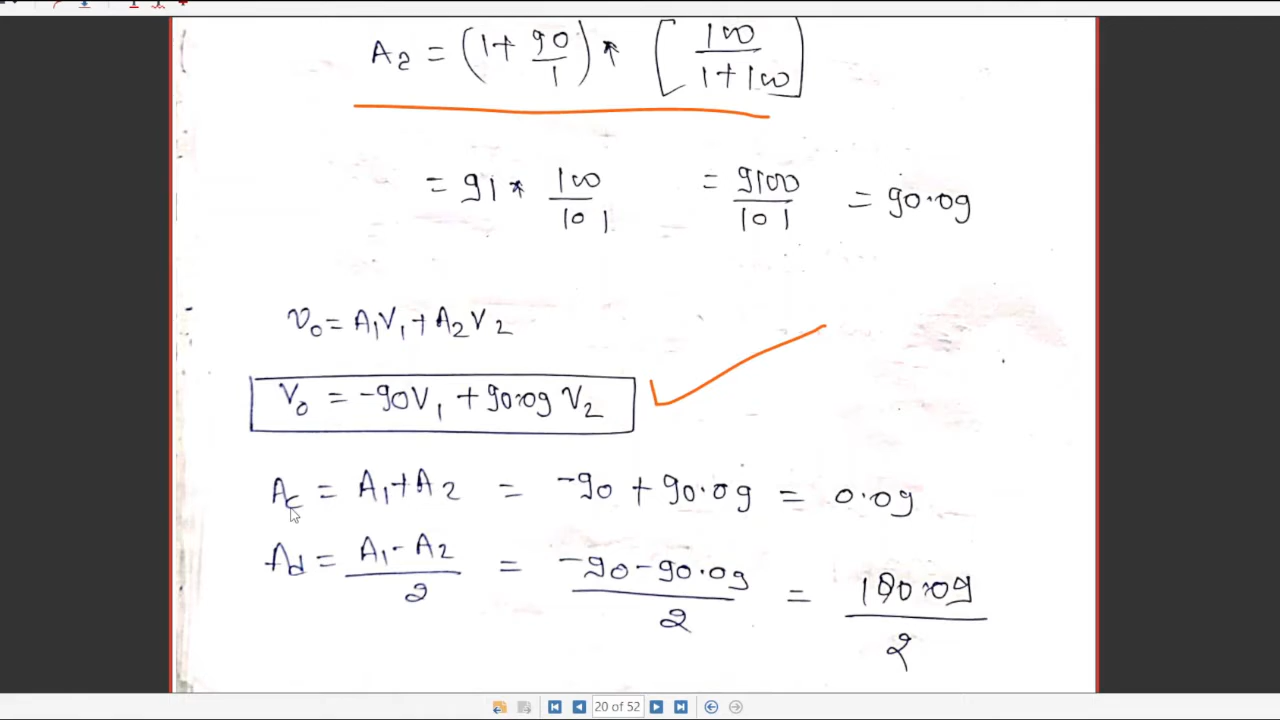 A₂ = (1 + 90/1) * [100/(1+100)]
= 91 * 100/101 = 9100/101 = 90.09
v₀ = A₁V₁ + A₂V₂
V₀ = -90V₁ + 90.09 V₂
A_c = A₁ + A₂ = -90 + 90.09 = 0.09
A_d = (A₁ - A₂)/2 = (-90 - 90.09)/2 = 180.09/2
20 of 52